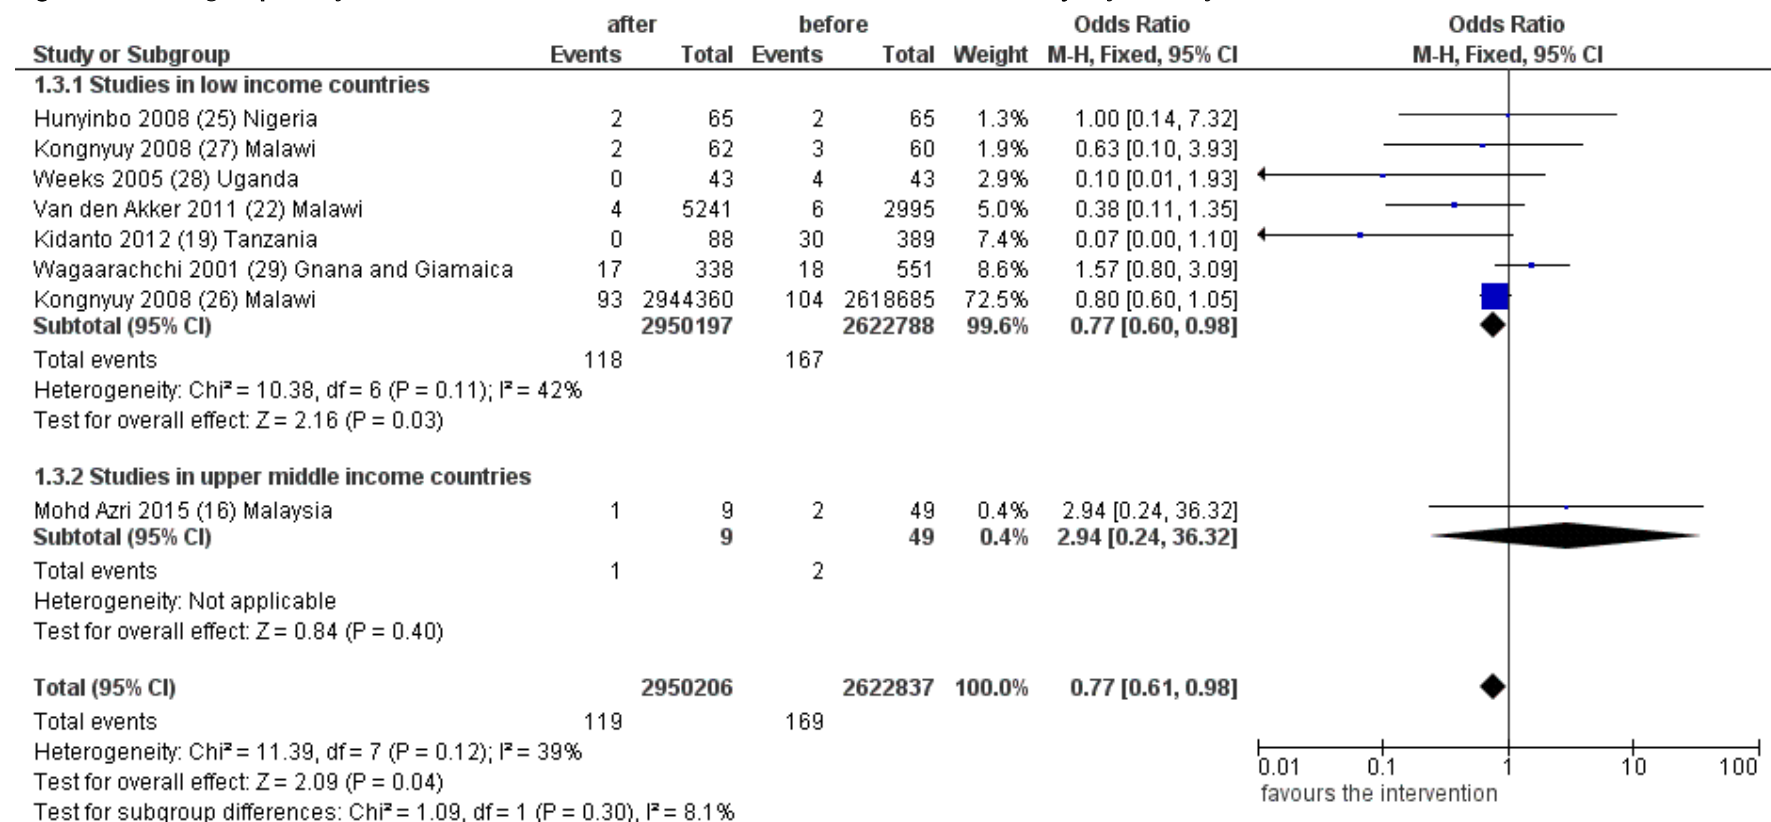 after before Odds Ratio Odds Ratio
Study or Subgroup Events Total Events Total Weight M-H, Fixed, 95% CI M-H, Fixed, 95% CI
1.3.1 Studies in low income countries
Hunyinbo 2008 (25) Nigeria 2 65 2 65 1.3% 1.00 [0.14, 7.32]
Kongnyuy 2008 (27) Malawi 2 62 3 60 1.9% 0.63 [0.10, 3.93]
Weeks 2005 (28) Uganda 0 43 4 43 2.9% 0.10 [0.01, 1.93]
Van den Akker 2011 (22) Malawi 4 5241 6 2995 5.0% 0.38 [0.11, 1.35]
Kidanto 2012 (19) Tanzania 0 88 30 389 7.4% 0.07 [0.00, 1.10]
Wagaarachchi 2001 (29) Gnana and Giamaica 17 338 18 551 8.6% 1.57 [0.80, 3.09]
Kongnyuy 2008 (26) Malawi 93 2944360 104 2618685 72.5% 0.80 [0.60, 1.05]
Subtotal (95% CI) 2950197 2622788 99.6% 0.77 [0.60, 0.98]
Total events 118 167
Heterogeneity: Chi² = 10.38, df = 6 (P = 0.11); I² = 42%
Test for overall effect: Z = 2.16 (P = 0.03)
1.3.2 Studies in upper middle income countries
Mohd Azri 2015 (16) Malaysia 1 9 2 49 0.4% 2.94 [0.24, 36.32]
Subtotal (95% CI) 9 49 0.4% 2.94 [0.24, 36.32]
Total events 1 2
Heterogeneity: Not applicable
Test for overall effect: Z = 0.84 (P = 0.40)
Total (95% CI) 2950206 2622837 100.0% 0.77 [0.61, 0.98]
Total events 119 169
Heterogeneity: Chi² = 11.39, df = 7 (P = 0.12); I² = 39%
Test for overall effect: Z = 2.09 (P = 0.04)
Test for subgroup differences: Chi² = 1.09, df = 1 (P = 0.30), I² = 8.1%
0.01 0.1 1 10 100
favours the intervention